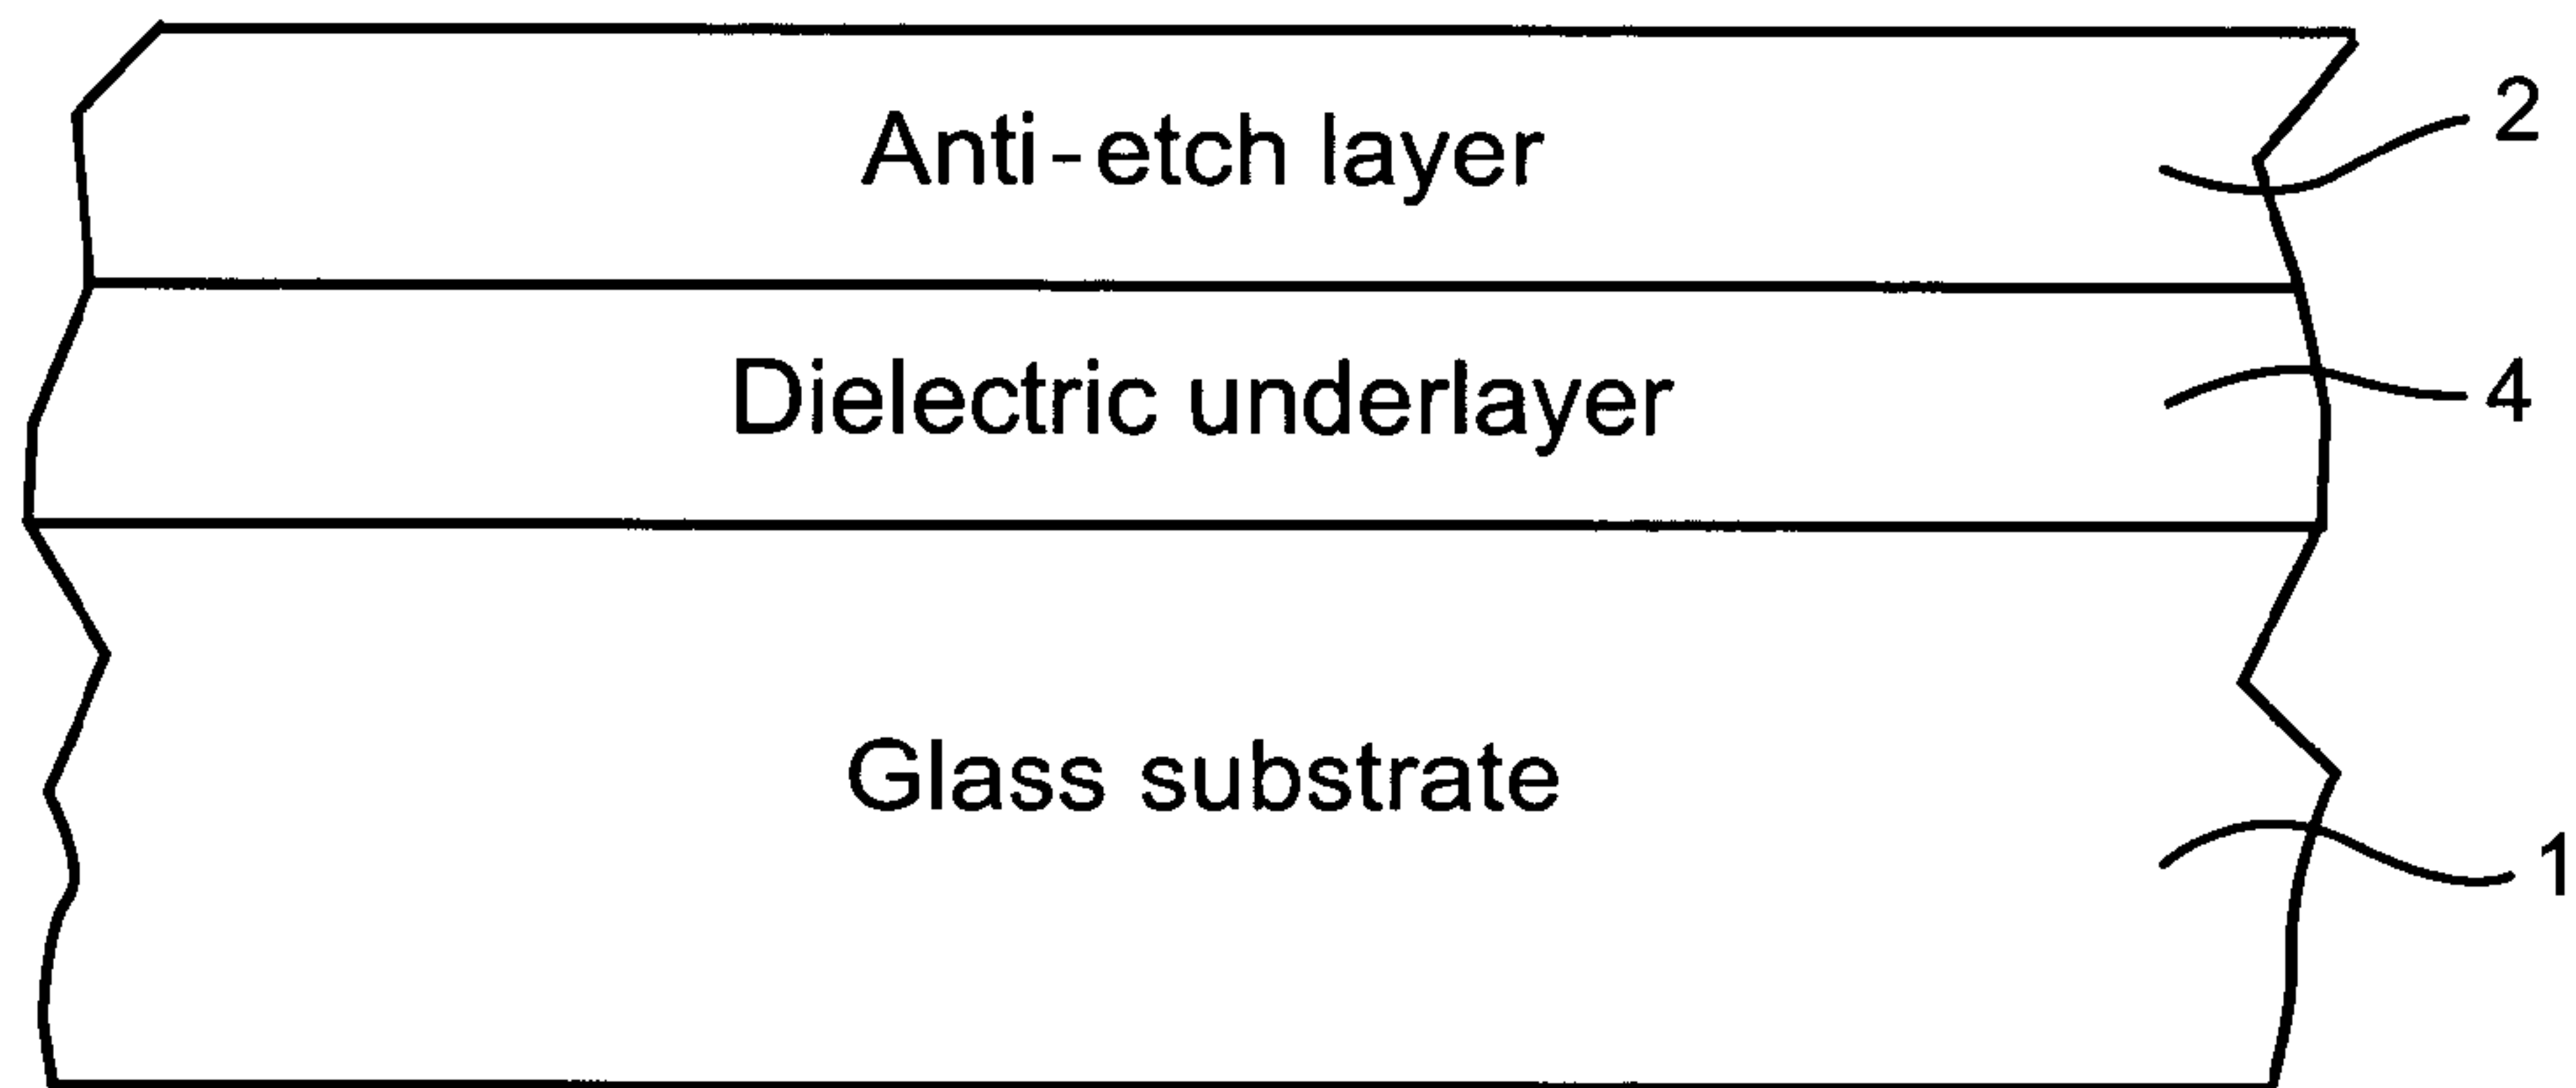 Anti-etch layer
2
Dielectric underlayer
4
Glass substrate
1